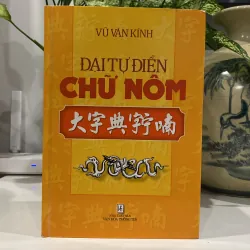 VŨ VĂN KÍNH
ĐẠI TỰ ĐIỂN
CHỮ NÔM
大字典𡨸喃